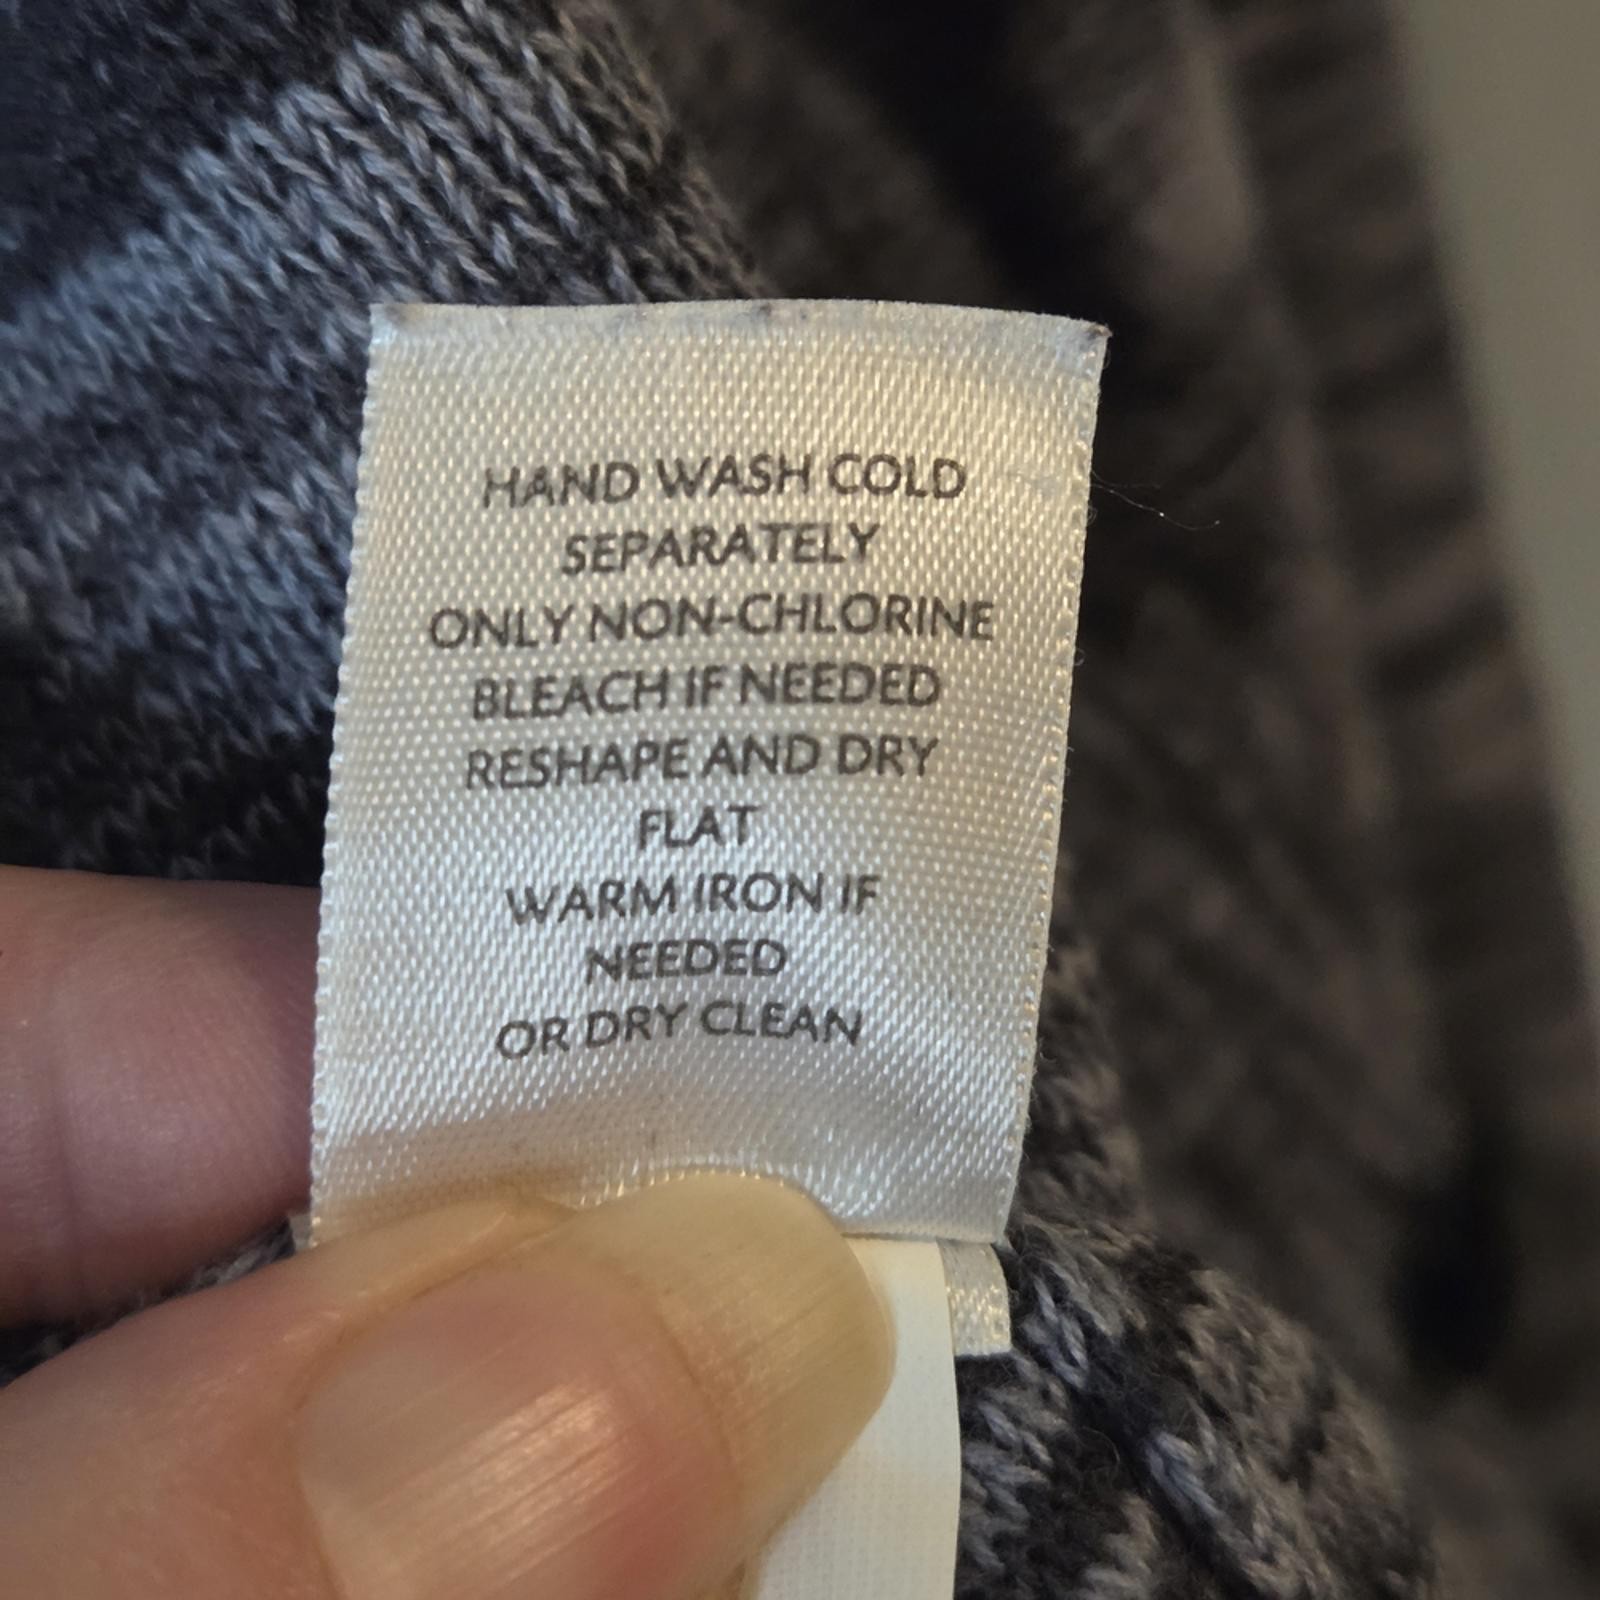 HAND WASH COLD
SEPARATELY
ONLY NON-CHLORINE
BLEACH IF NEEDED
RESHAPE AND DRY
FLAT
WARM IRON IF
NEEDED
OR DRY CLEAN